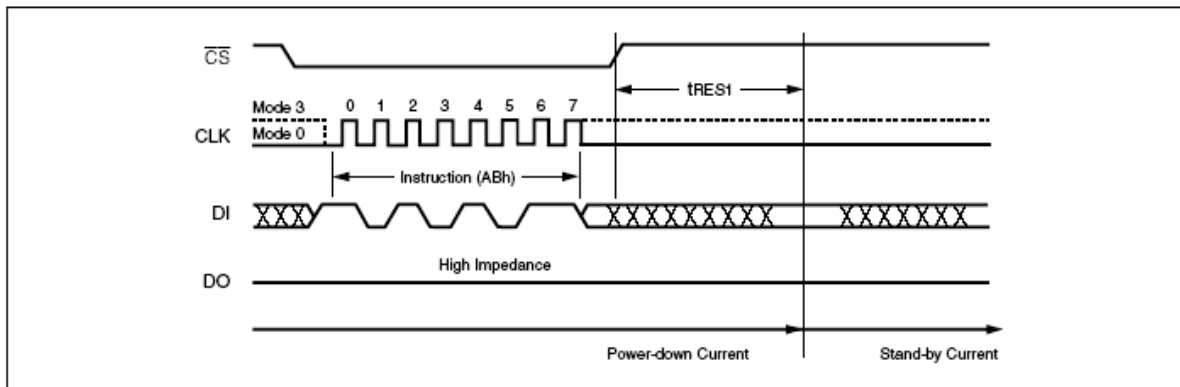 CS
tRES1
Mode 3 0 1 2 3 4 5 6 7
CLK Mode 0
Instruction (ABh)
DI
High Impedance
DO
Power-down Current Stand-by Current